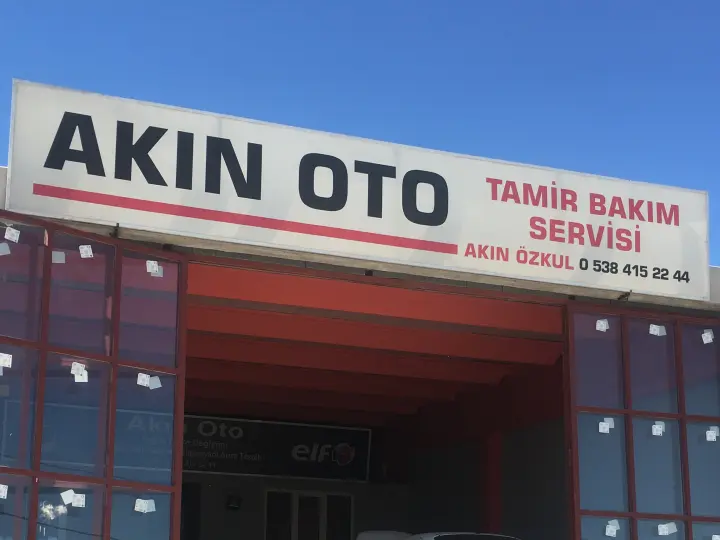 AKIN OTO
TAMİR BAKIM
SERVİSİ
AKIN ÖZKUL 0 538 415 22 44
Akın Oto
elf